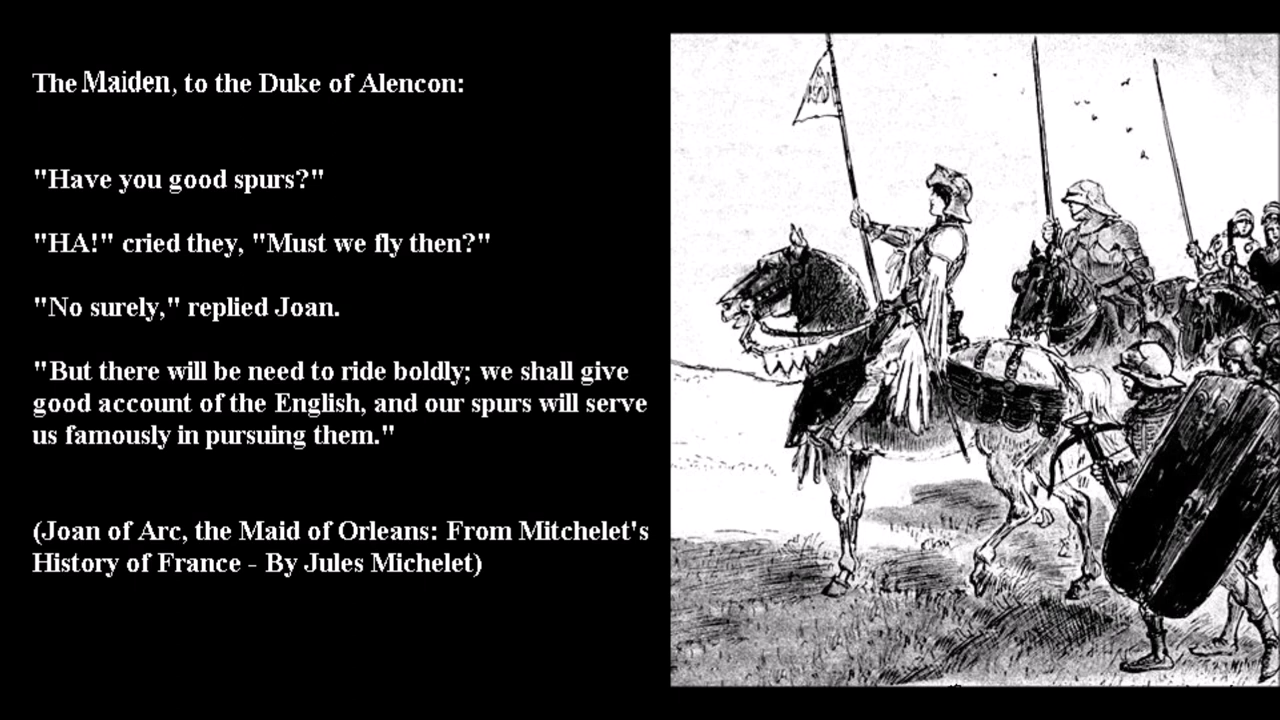 The Maiden, to the Duke of Alencon:
"Have you good spurs?"
"HA!" cried they, "Must we fly then?"
"No surely," replied Joan.
"But there will be need to ride boldly; we shall give
good account of the English, and our spurs will serve
us famously in pursuing them."
(Joan of Arc, the Maid of Orleans: From Mitchelet's
History of France - By Jules Michelet)